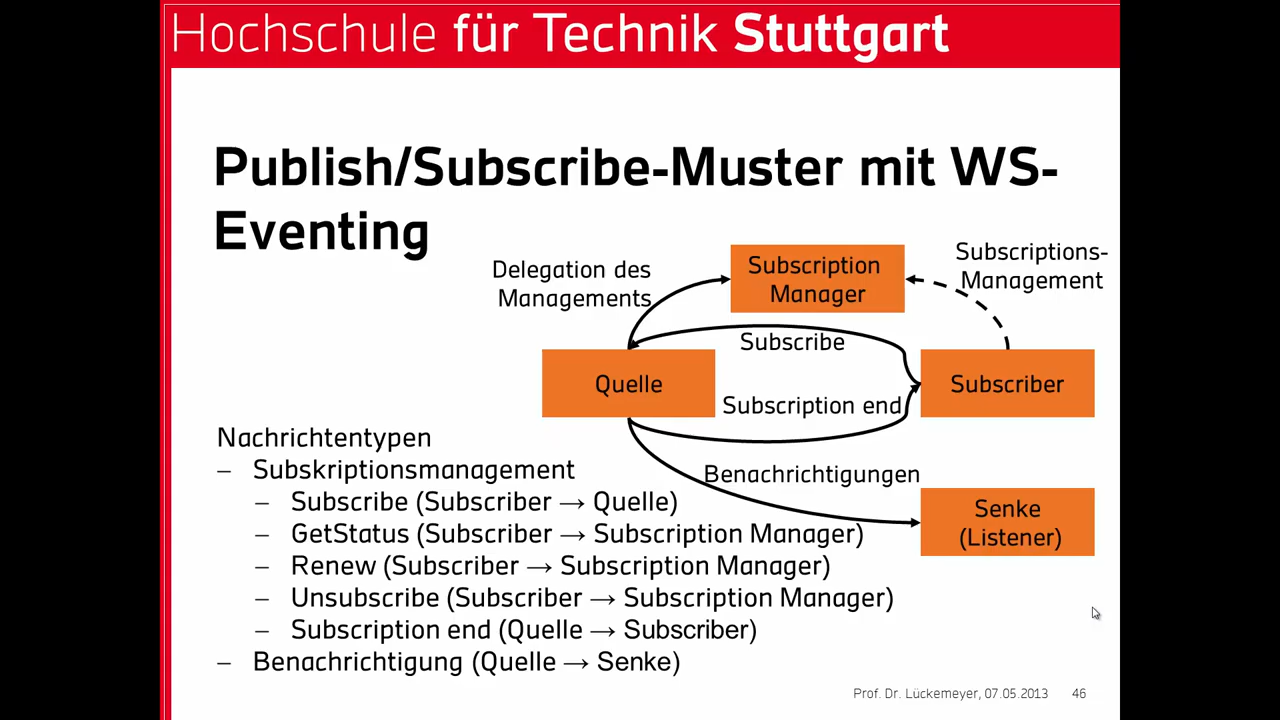 Hochschule für Technik Stuttgart
Publish/Subscribe-Muster mit WS-
Eventing
Delegation des
Managements
Subscription
Manager
Subscriptions-
Management
Subscribe
Quelle
Subscriber
Subscription end
Benachrichtigungen
Senke
(Listener)
Nachrichtentypen
– Subskriptionsmanagement
– Subscribe (Subscriber → Quelle)
– GetStatus (Subscriber → Subscription Manager)
– Renew (Subscriber → Subscription Manager)
– Unsubscribe (Subscriber → Subscription Manager)
– Subscription end (Quelle → Subscriber)
– Benachrichtigung (Quelle → Senke)
Prof. Dr. Lückemeyer, 07.05.2013 46